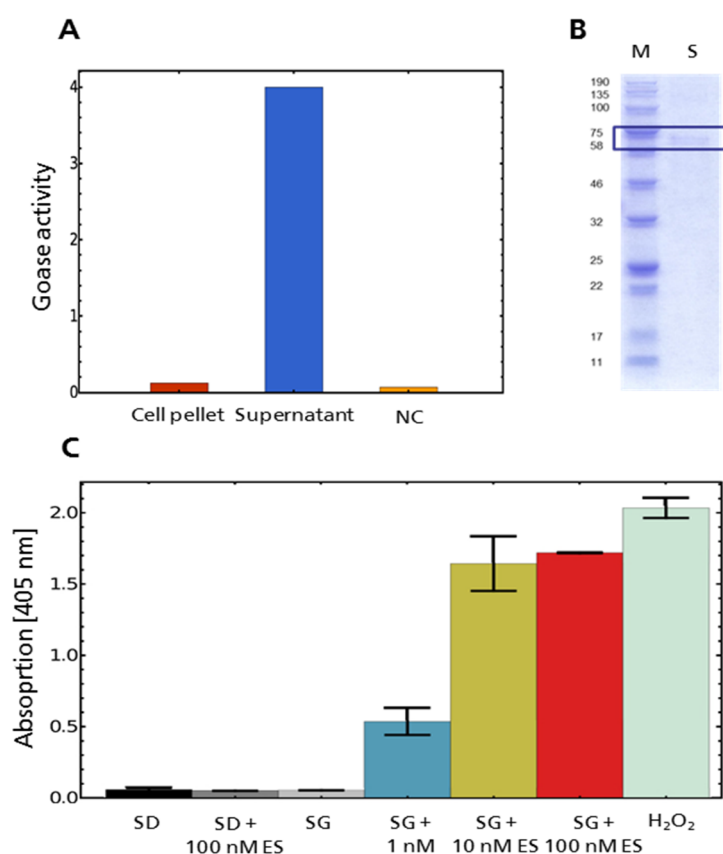 A
4
3
2
1
0
Goase activity
Cell pellet Supernatant NC
B
M S
190
135
100
75
58
46
32
25
22
17
11
C
2.0
1.5
1.0
0.5
0.0
Absoprtion [405 nm]
SD SD + SG SG + SG + SG + H₂O₂
100 nM ES 1 nM 10 nM ES 100 nM ES